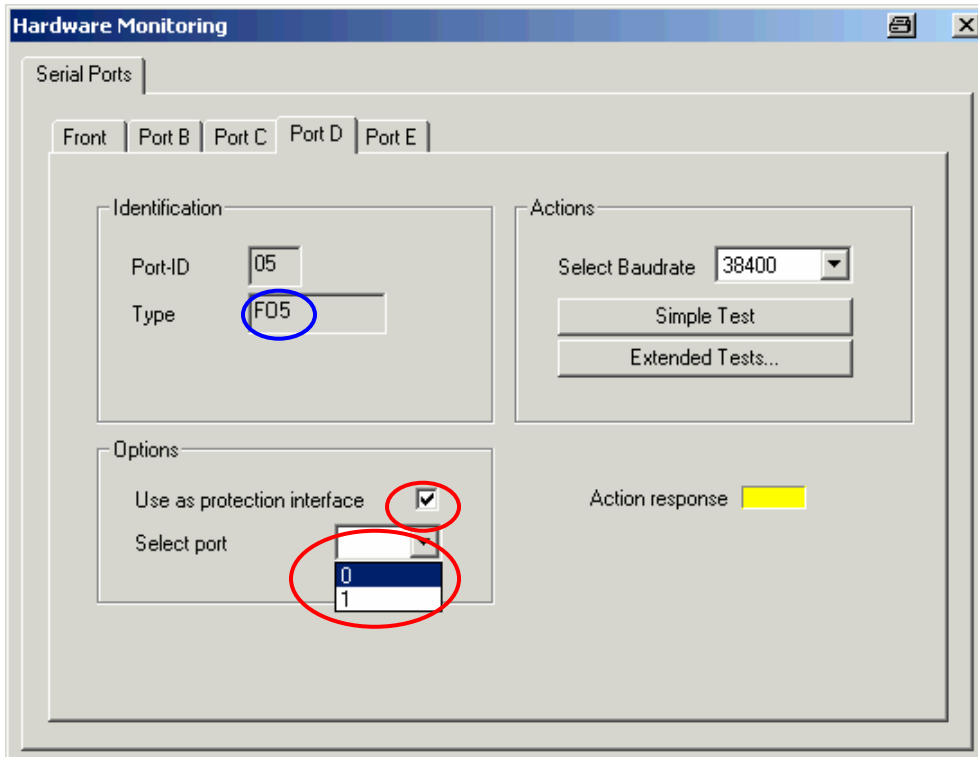 Hardware Monitoring
Serial Ports
Front Port B Port C Port D Port E
Identification
Port-ID 05
Type FO5
Actions
Select Baudrate 38400
Simple Test
Extended Tests...
Options
Use as protection interface
Select port
0
1
Action response